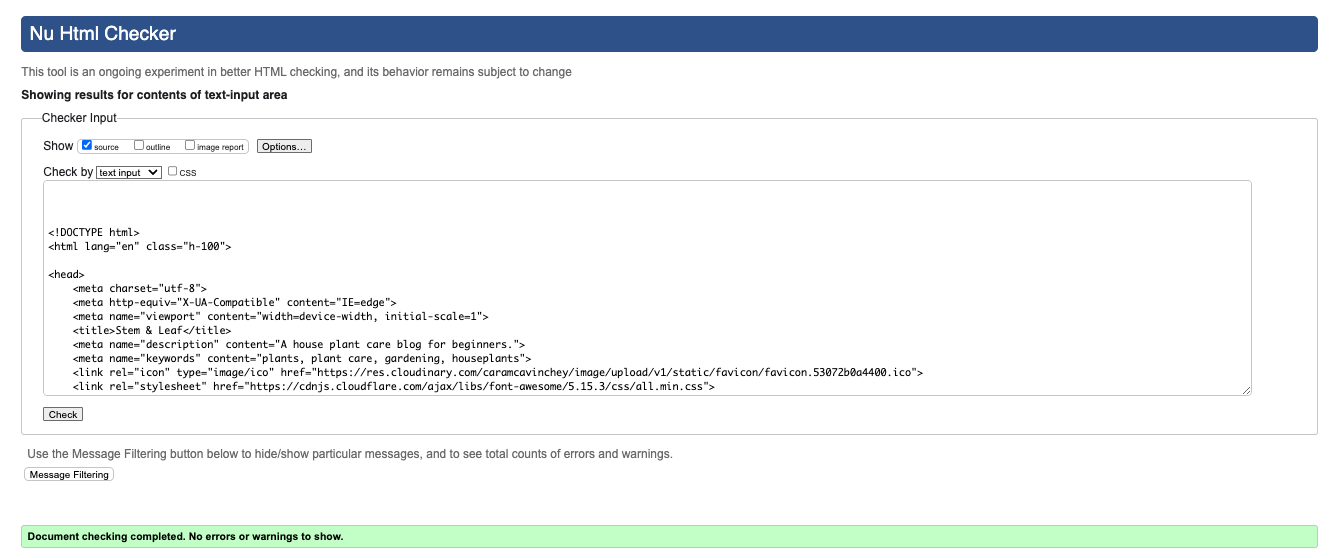 Nu Html Checker
This tool is an ongoing experiment in better HTML checking, and its behavior remains subject to change
Showing results for contents of text-input area
Checker Input
Show source outline image report Options...
Check by text input css
<!DOCTYPE html>
<html lang="en" class="h-100">
<head>
    <meta charset="utf-8">
    <meta http-equiv="X-UA-Compatible" content="IE=edge">
    <meta name="viewport" content="width=device-width, initial-scale=1">
    <title>Stem & Leaf</title>
    <meta name="description" content="A house plant care blog for beginners.">
    <meta name="keywords" content="plants, plant care, gardening, houseplants">
    <link rel="icon" type="image/ico" href="https://res.cloudinary.com/caramcavinchey/image/upload/v1/static/favicon/favicon.53072b0a4400.ico">
    <link rel="stylesheet" href="https://cdnjs.cloudflare.com/ajax/libs/font-awesome/5.15.3/css/all.min.css">
Check
Use the Message Filtering button below to hide/show particular messages, and to see total counts of errors and warnings.
Message Filtering
Document checking completed. No errors or warnings to show.